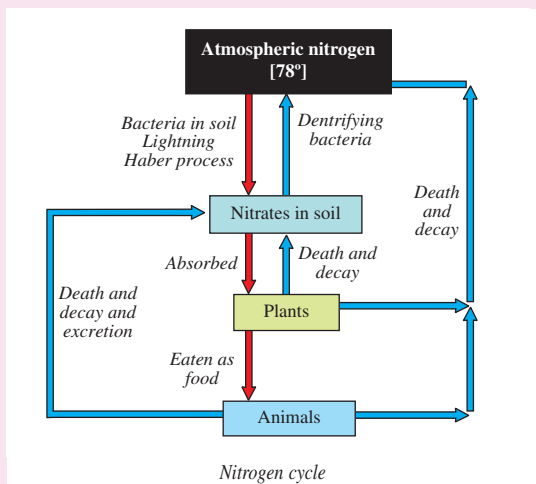 Atmospheric nitrogen
[78º]
Bacteria in soil
Lightning
Haber process
Dentrifying
bacteria
Death
and
decay
Nitrates in soil
Absorbed
Death and
decay
Death and
decay and
excretion
Plants
Eaten as
food
Animals
Nitrogen cycle